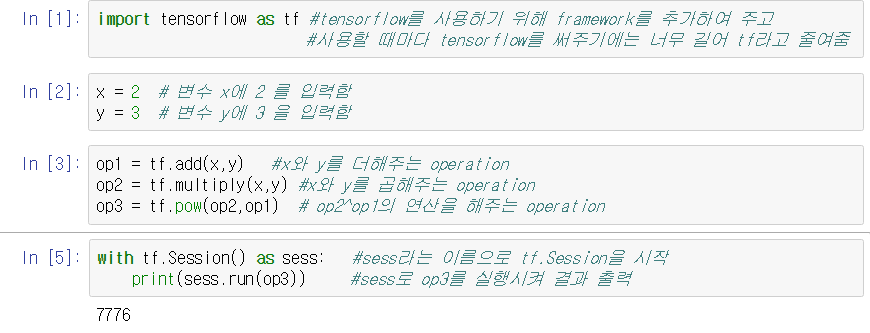 In [1]: import tensorflow as tf #tensorflow를 사용하기 위해 framework를 추가하여 주고
#사용할 때마다 tensorflow를 써주기에는 너무 길어 tf라고 줄여줌
In [2]: x = 2 # 변수 x에 2 를 입력함
y = 3 # 변수 y에 3 을 입력함
In [3]: op1 = tf.add(x,y) #x와 y를 더해주는 operation
op2 = tf.multiply(x,y) #x와 y를 곱해주는 operation
op3 = tf.pow(op2,op1) # op2^op1의 연산을 해주는 operation
In [5]: with tf.Session() as sess: #sess라는 이름으로 tf.Session을 시작
print(sess.run(op3)) #sess로 op3를 실행시켜 결과 출력
7776